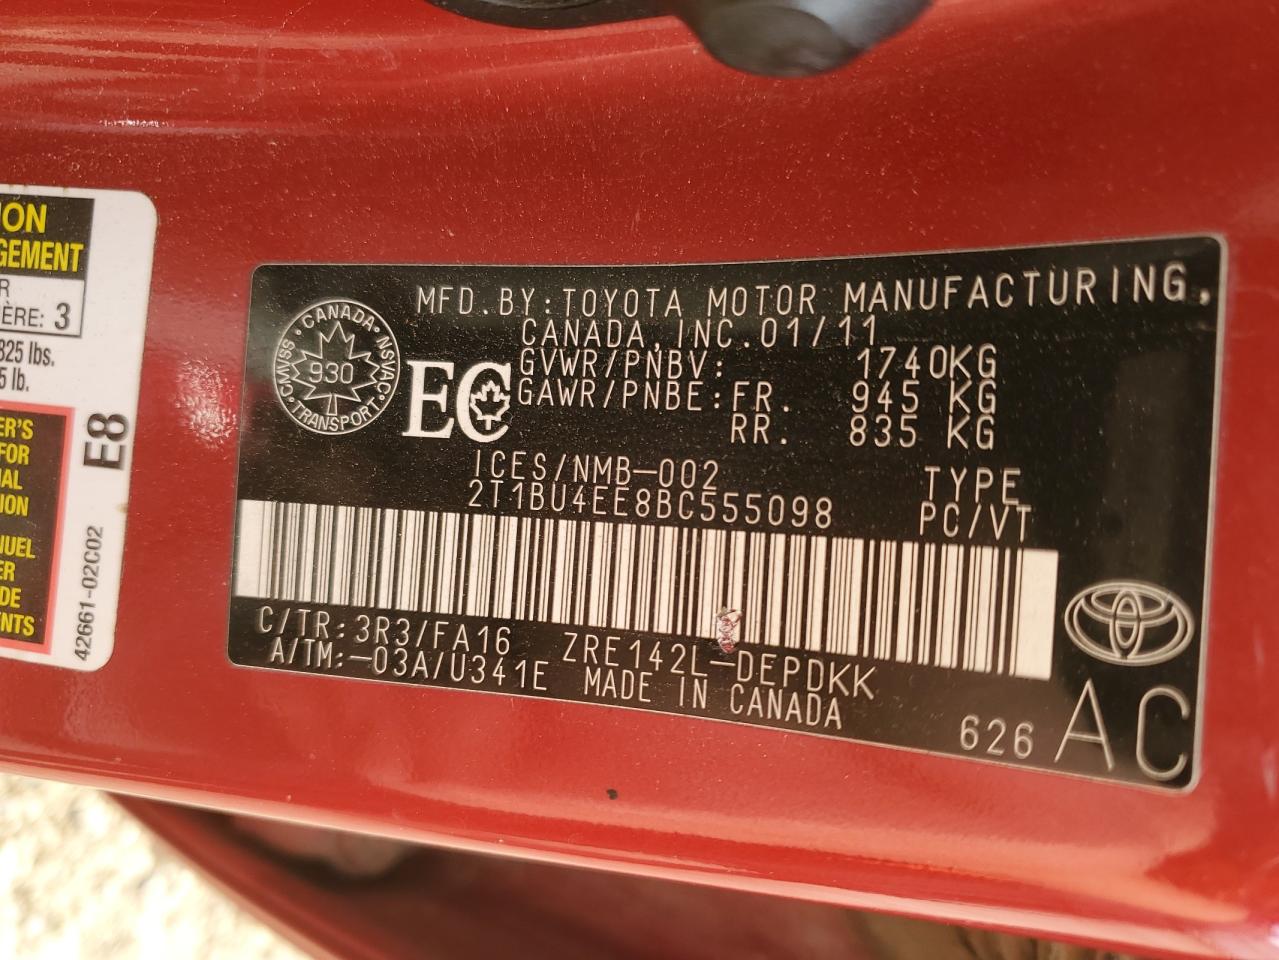 ION
GEMENT
R
ÈRE: 3
825 lbs.
5 lb.
ER'S
FOR
IAL
ION
NUEL
ER
DE
ENTS
E8
42661-02C02
CANADA
NSVAC
TRANSPORT
CMVSS
930
EC
MFD.BY:TOYOTA MOTOR MANUFACTURING,
CANADA,INC.01/11
GVWR/PNBV: 1740KG
GAWR/PNBE:FR. 945 KG
RR. 835 KG
ICES/NMB-002
2T1BU4EE8BC555098
TYPE
PC/VT
C/TR:3R3/FA16 ZRE142L-DEPDKK
A/TM:-03A/U341E MADE IN CANADA
626 AC